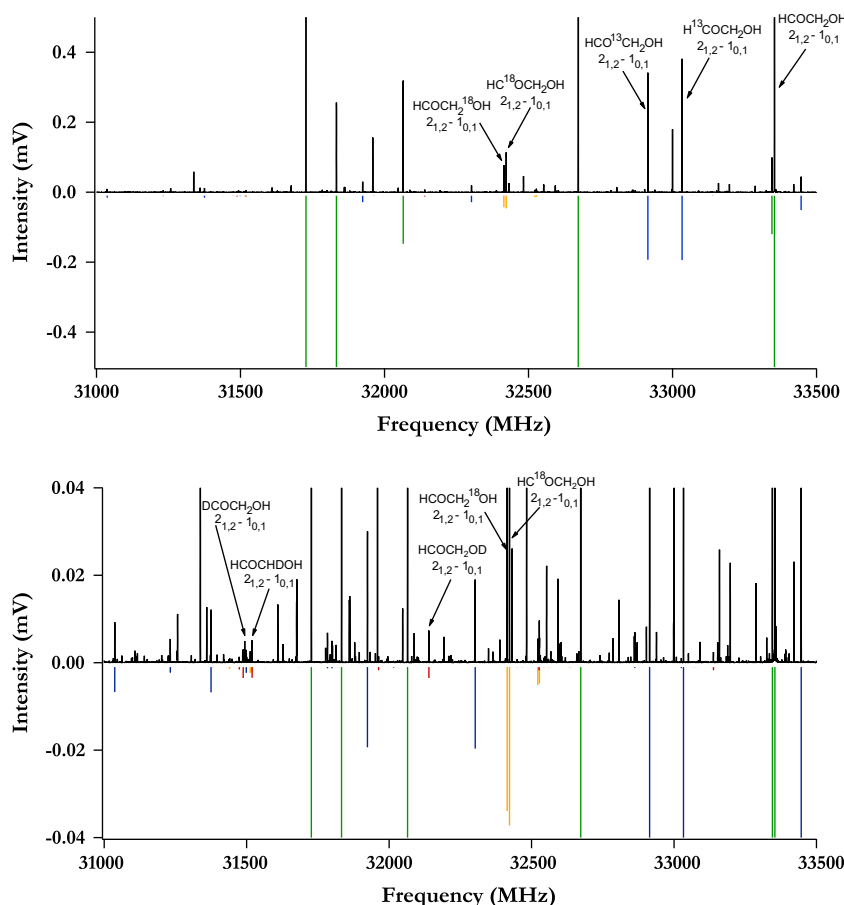 0.4
0.2
0.0
-0.2
-0.4
Intensity (mV)
HCOCH₂¹⁸OH
2₁,₂- 1₀,₁
HC¹⁸OCH₂OH
2₁,₂- 1₀,₁
HCO¹³CH₂OH
2₁,₂- 1₀,₁
H¹³COCH₂OH
2₁,₂- 1₀,₁
HCOCH₂OH
2₁,₂- 1₀,₁
31000 31500 32000 32500 33000 33500
Frequency (MHz)
0.04
0.02
0.00
-0.02
-0.04
Intensity (mV)
DCOCH₂OH
2₁,₂- 1₀,₁
HCOCHDOH
2₁,₂- 1₀,₁
HCOCH₂¹⁸OH
2₁,₂- 1₀,₁
HC¹⁸OCH₂OH
2₁,₂-1₀,₁
HCOCH₂OD
2₁,₂- 1₀,₁
31000 31500 32000 32500 33000 33500
Frequency (MHz)